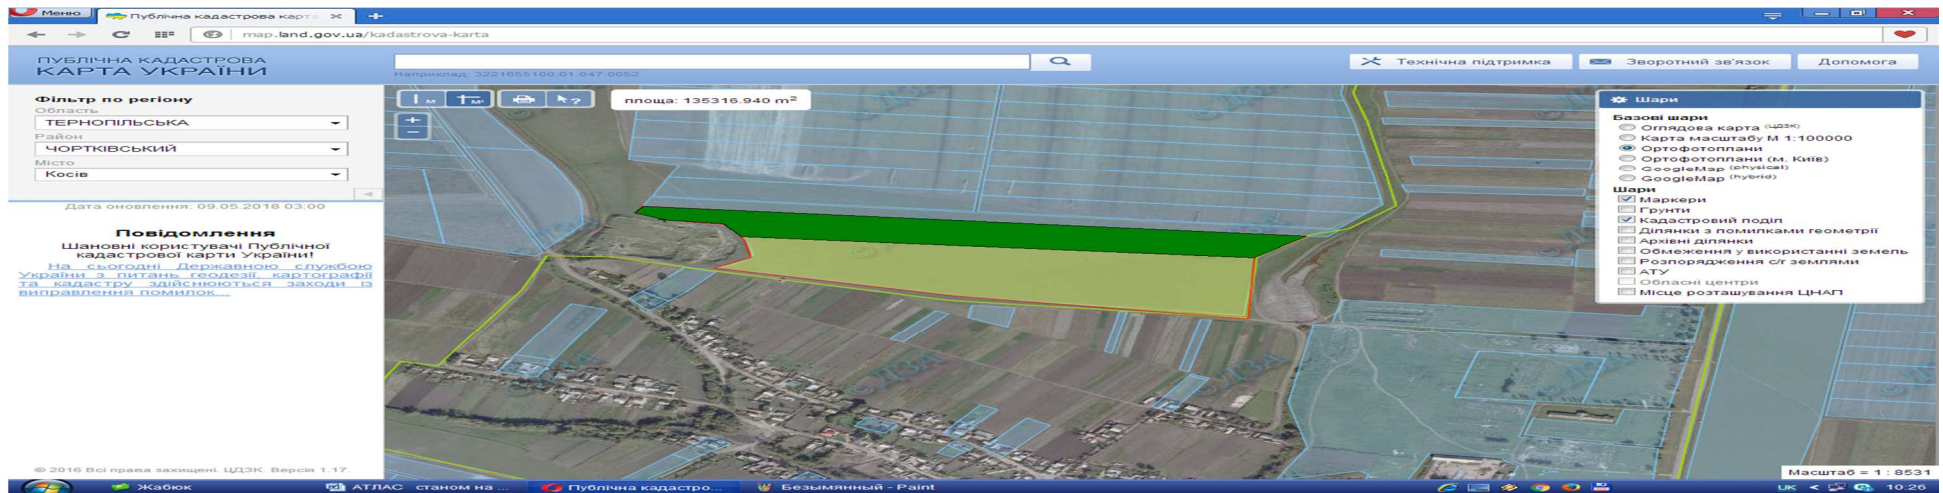 Меню
Публічна кадастрова карта
map.land.gov.ua/kadastrova-karta
ПУБЛІЧНА КАДАСТРОВА
КАРТА УКРАЇНИ
Наприклад: 3221655100:01:047:0052
Технічна підтримка
Зворотний зв'язок
Допомога
Фільтр по регіону
Область
ТЕРНОПІЛЬСЬКА
Район
ЧОРТКІВСЬКИЙ
Місто
Косів
Дата оновлення: 09.05.2018 03:00
Повідомлення
Шановні користувачі Публічної
кадастрової карти України!
На сьогодні Державною службою
України з питань геодезії, картографії
та кадастру здійснюються заходи із
виправлення помилок...
© 2016 Всі права захищені. ЦДЗК. Версія 1.17.
м
м²
площа: 135316.940 m²
Шари
Базові шари
Оглядова карта (ЦДЗК)
Карта масштабу М 1:100000
Ортофотоплани
Ортофотоплани (м. Київ)
GoogleMap (physical)
GoogleMap (hybrid)
Шари
Маркери
Грунти
Кадастровий поділ
Ділянки з помилками геометрії
Архівні ділянки
Обмеження у використанні земель
Розпорядження с/г землями
АТУ
Обласні центри
Місце розташування ЦНАП
Масштаб = 1 : 8531
Жабюк
АТЛАС станом на ...
Публічна кадастро...
Безымянный - Paint
UK
10:26